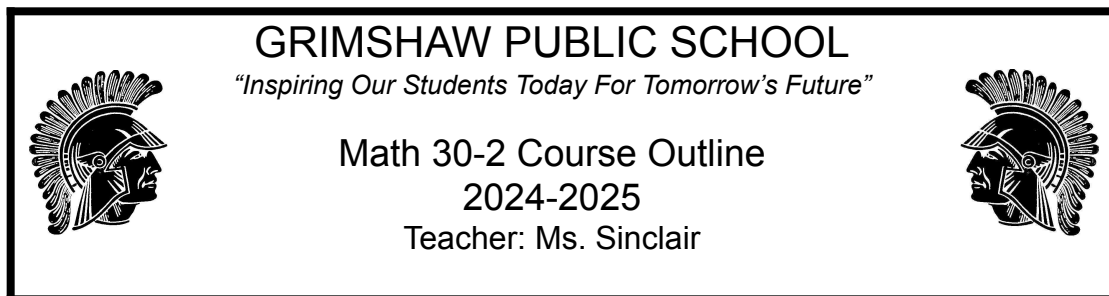 GRIMSHAW PUBLIC SCHOOL
“Inspiring Our Students Today For Tomorrow’s Future”
Math 30-2 Course Outline
2024-2025
Teacher: Ms. Sinclair